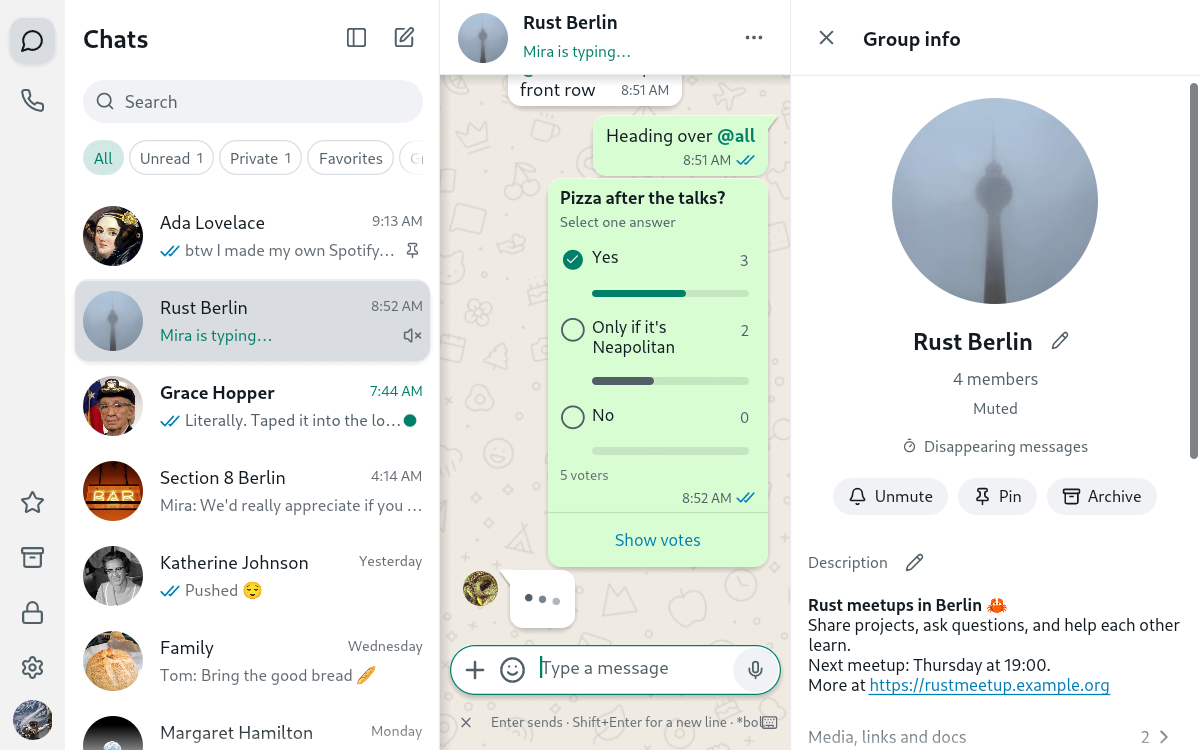 Chats
Search
All
Unread 1
Private 1
Favorites
Ada Lovelace
9:13 AM
btw I made my own Spotify…
Rust Berlin
8:52 AM
Mira is typing…
Grace Hopper
7:44 AM
Literally. Taped it into the lo…
Section 8 Berlin
4:14 AM
Mira: We'd really appreciate if you …
Katherine Johnson
Yesterday
Pushed 😌
Family
Wednesday
Tom: Bring the good bread 🥖
Margaret Hamilton
Monday
BAR
Rust Berlin
Mira is typing…
front row
8:51 AM
Heading over @all
8:51 AM
Pizza after the talks?
Select one answer
Yes
3
Only if it's
Neapolitan
2
No
0
5 voters
8:52 AM
Show votes
Type a message
Enter sends · Shift+Enter for a new line · *bol
Group info
Rust Berlin
4 members
Muted
Disappearing messages
Unmute
Pin
Archive
Description
Rust meetups in Berlin 🦀
Share projects, ask questions, and help each other
learn.
Next meetup: Thursday at 19:00.
More at https://rustmeetup.example.org
Media, links and docs
2